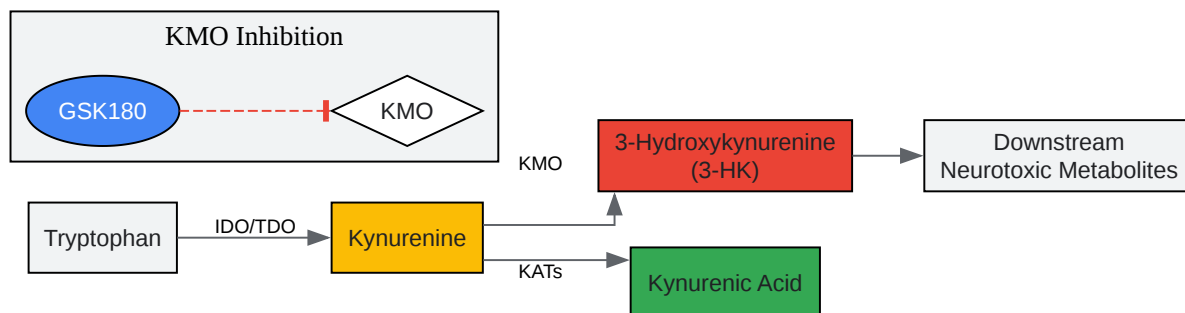 KMO Inhibition
GSK180
KMO
KMO
3-Hydroxykynurenine
(3-HK)
Downstream
Neurotoxic Metabolites
Tryptophan
IDO/TDO
Kynurenine
KATs
Kynurenic Acid